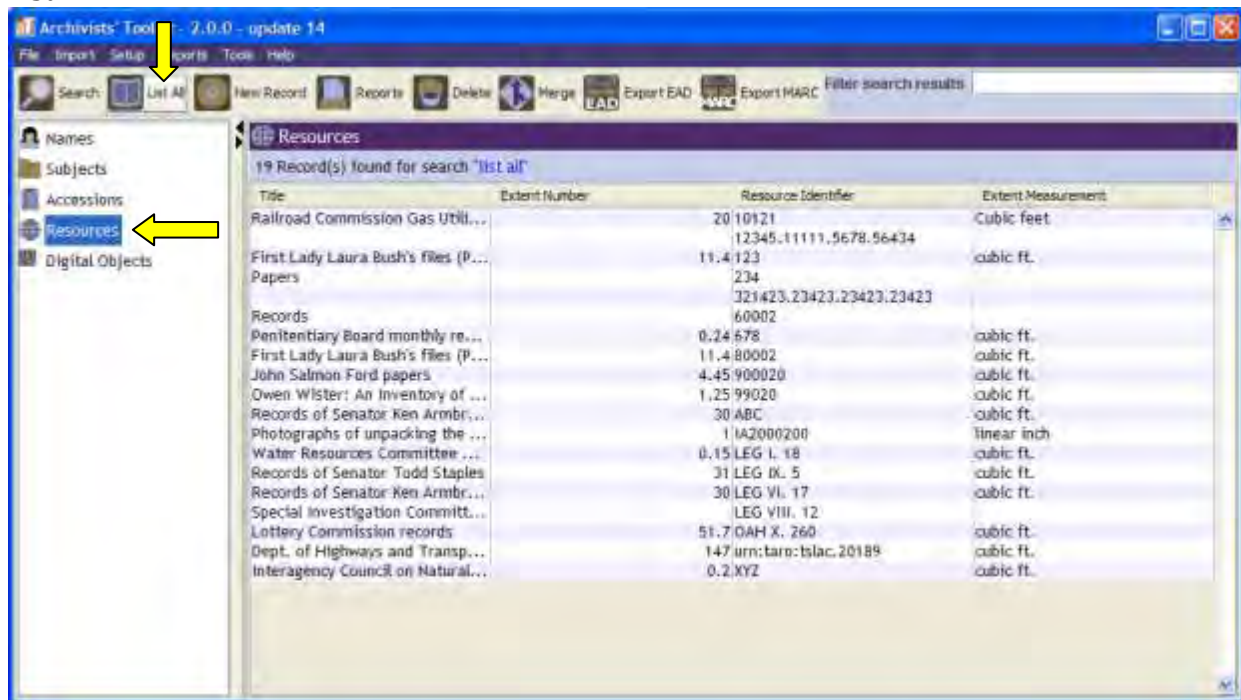 Archivists' Too - 2.0.0 - update 14
File Import Setup ports Tools Help
Search List All New Record Reports Delete Merge EAD Export EAD MARC Export MARC Filter search results
Names
Subjects
Accessions
Resources
Digital Objects
Resources
19 Record(s) found for search "list all"
Title Extent Number Resource Identifier Extent Measurement
Railroad Commission Gas Utili... 20 10121 Cubic feet
12345.11111.5678.56434
First Lady Laura Bush's files (P... 11.4 123 cubic ft.
Papers 234
321423.23423.23423.23423
Records 60002
Penitentiary Board monthly re... 0.24 678 cubic ft.
First Lady Laura Bush's files (P... 11.4 80002 cubic ft.
John Salmon Ford papers 4.45 900020 cubic ft.
Owen Wister: An Inventory of ... 1.25 99020 cubic ft.
Records of Senator Ken Armbr... 30 ABC cubic ft.
Photographs of unpacking the ... 1 IA2000200 linear inch
Water Resources Committee ... 0.15 LEG I. 18 cubic ft.
Records of Senator Todd Staples 31 LEG IX. 5 cubic ft.
Records of Senator Ken Armbr... 30 LEG VI. 17 cubic ft.
Special Investigation Committ... LEG VIII. 12
Lottery Commission records 51.7 OAH X. 260 cubic ft.
Dept. of Highways and Transp... 147 urn:taro:tslac.20189 cubic ft.
Interagency Council on Natural... 0.2 XYZ cubic ft.